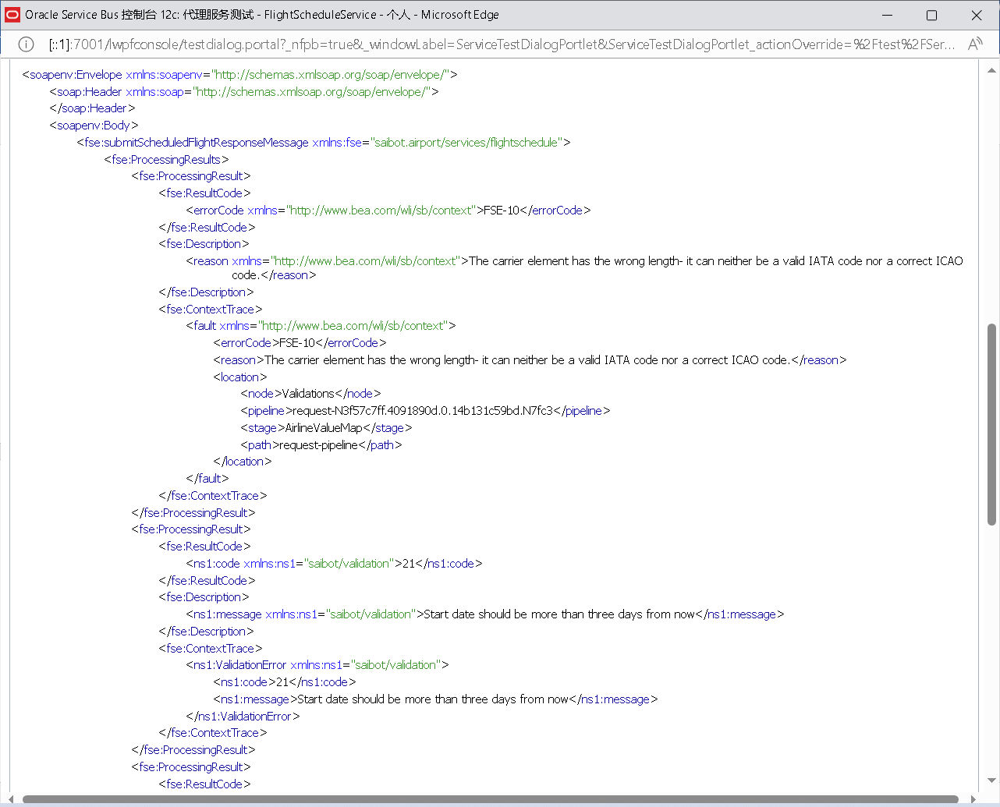 Oracle Service Bus 控制台 12c: 代理服务测试 - FlightScheduleService - 个人 - Microsoft Edge
[::1]:7001/lwpfconsole/testdialog.portal?_nfpb=true&_windowLabel=ServiceTestDialogPortlet&ServiceTestDialogPortlet_actionOverride=%2Ftest%2FSer...
<soapenv:Envelope xmlns:soapenv="http://schemas.xmlsoap.org/soap/envelope/">
<soap:Header xmlns:soap="http://schemas.xmlsoap.org/soap/envelope/">
</soap:Header>
<soapenv:Body>
<fse:submitScheduledFlightResponseMessage xmlns:fse="saibot.airport/services/flightschedule">
<fse:ProcessingResults>
<fse:ProcessingResult>
<fse:ResultCode>
<errorCode xmlns="http://www.bea.com/wli/sb/context">FSE-10</errorCode>
</fse:ResultCode>
<fse:Description>
<reason xmlns="http://www.bea.com/wli/sb/context">The carrier element has the wrong length- it can neither be a valid IATA code nor a correct ICAO
code.</reason>
</fse:Description>
<fse:ContextTrace>
<fault xmlns="http://www.bea.com/wli/sb/context">
<errorCode>FSE-10</errorCode>
<reason>The carrier element has the wrong length- it can neither be a valid IATA code nor a correct ICAO code.</reason>
<location>
<node>Validations</node>
<pipeline>request-N3f57c7ff.4091890d.0.14b131c59bd.N7fc3</pipeline>
<stage>AirlineValueMap</stage>
<path>request-pipeline</path>
</location>
</fault>
</fse:ContextTrace>
</fse:ProcessingResult>
<fse:ProcessingResult>
<fse:ResultCode>
<ns1:code xmlns:ns1="saibot/validation">21</ns1:code>
</fse:ResultCode>
<fse:Description>
<ns1:message xmlns:ns1="saibot/validation">Start date should be more than three days from now</ns1:message>
</fse:Description>
<fse:ContextTrace>
<ns1:ValidationError xmlns:ns1="saibot/validation">
<ns1:code>21</ns1:code>
<ns1:message>Start date should be more than three days from now</ns1:message>
</ns1:ValidationError>
</fse:ContextTrace>
</fse:ProcessingResult>
<fse:ProcessingResult>
<fse:ResultCode>